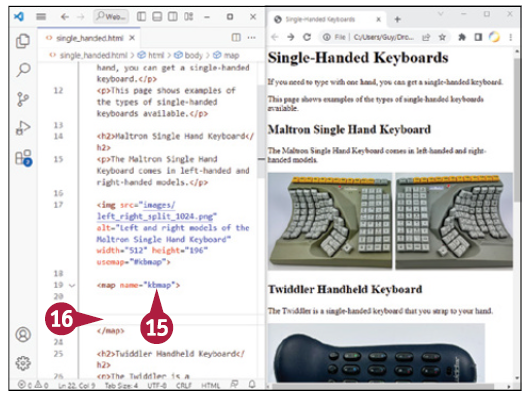 Web...
single_handed.html
single_handed.html > html > body > map
hand, you can get a single-handed
keyboard.</p>
12 <p>This page shows examples of
the types of single-handed
keyboards available.</p>
13
14 <h2>Maltron Single Hand Keyboard</
h2>
15 <p>The Maltron Single Hand
Keyboard comes in left-handed and
right-handed models.</p>
16
17 <img src="images/
left_right_split_1024.png"
alt="Left and right models of the
Maltron Single Hand Keyboard"
width="512" height="196"
usemap="#kbmap">
18
19 <map name="kbmap">
20
16
15
</map>
24
25 <h2>Twiddler Handheld Keyboard</
h2>
26 <p>The Twiddler is a
0 0 Ln 22, Col 9 Tab Size: 4 UTF-8 CRLF HTML
Single-Handed Keyboards
File | C:/Users/Guy/Dro...
Single-Handed Keyboards
If you need to type with one hand, you can get a single-handed keyboard.
This page shows examples of the types of single-handed keyboards
available.
Maltron Single Hand Keyboard
The Maltron Single Hand Keyboard comes in left-handed and right-
handed models.
Twiddler Handheld Keyboard
The Twiddler is a single-handed keyboard that you strap to your hand.